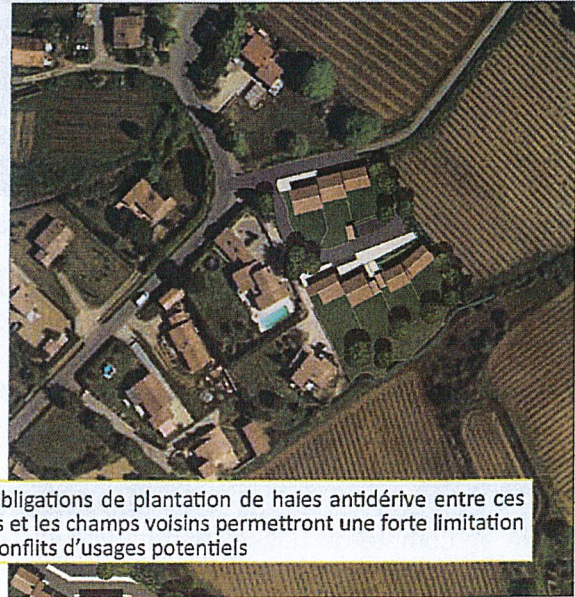 bligations de plantation de haies antidérive entre ces
s et les champs voisins permettront une forte limitation
onflits d'usages potentiels